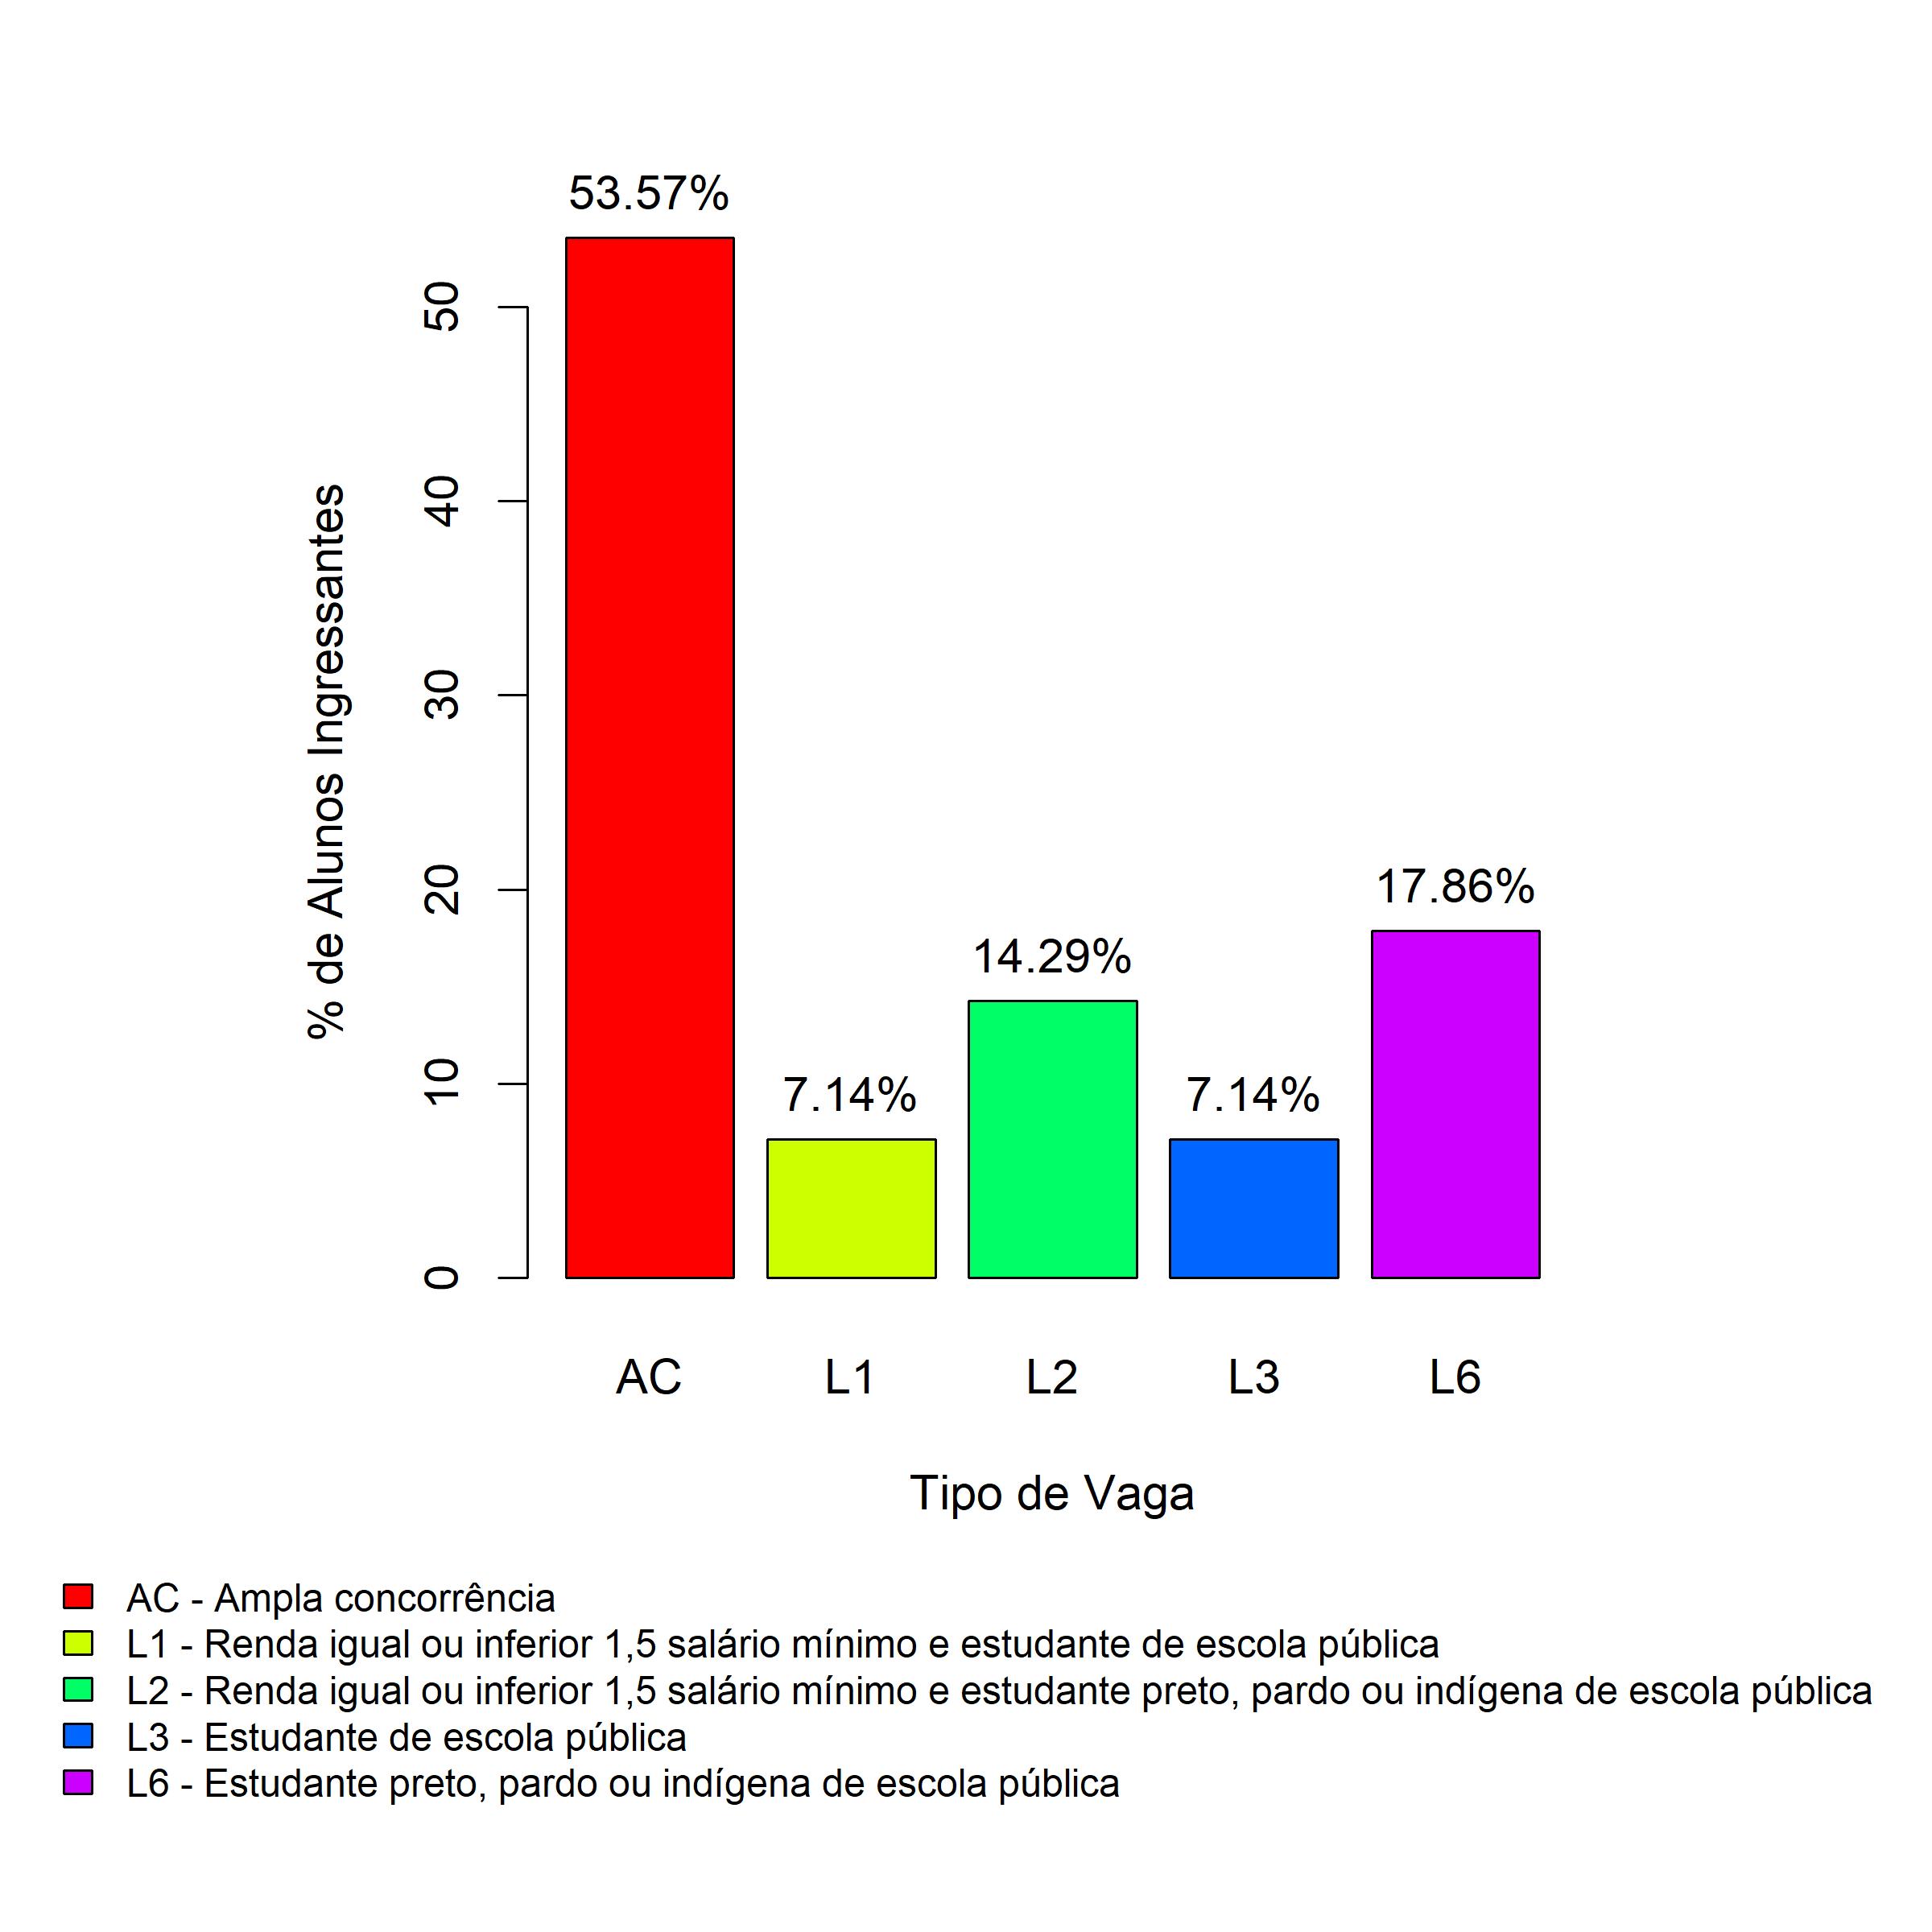 53.57%
7.14%
14.29%
7.14%
17.86%
% de Alunos Ingressantes
50
40
30
20
10
0
AC L1 L2 L3 L6
Tipo de Vaga
AC - Ampla concorrência
L1 - Renda igual ou inferior 1,5 salário mínimo e estudante de escola pública
L2 - Renda igual ou inferior 1,5 salário mínimo e estudante preto, pardo ou indígena de escola pública
L3 - Estudante de escola pública
L6 - Estudante preto, pardo ou indígena de escola pública